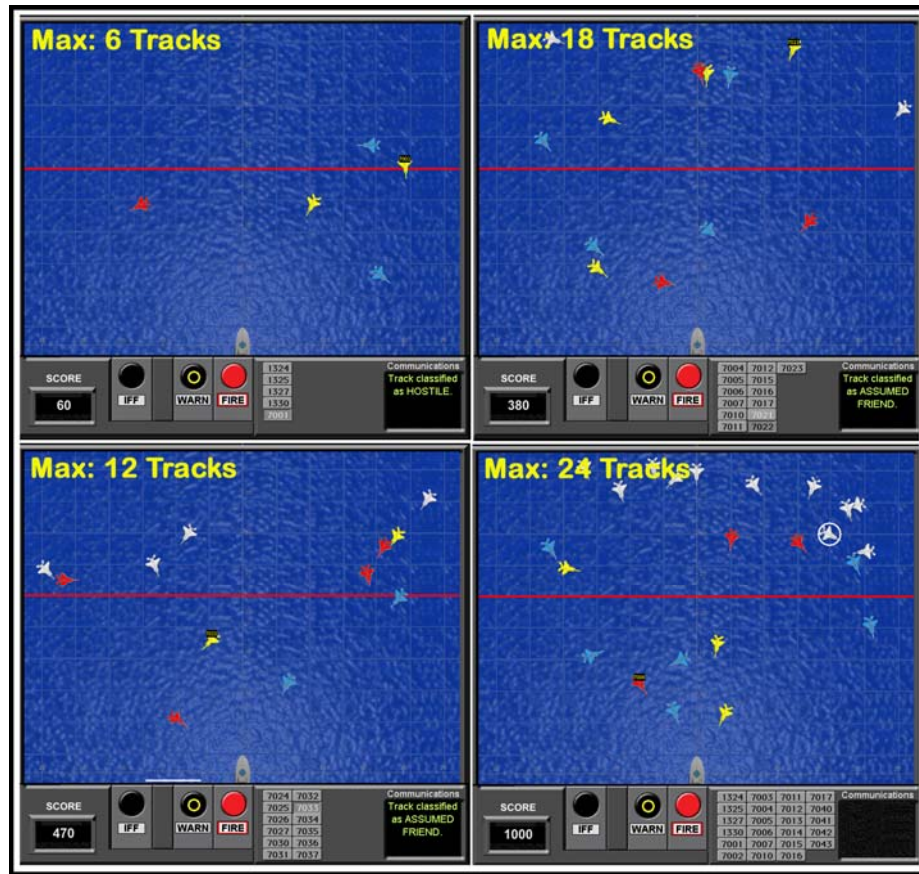 Max: 6 Tracks
SCORE
60
IFF
WARN
FIRE
1324
1325
1327
1330
7001
Communications
Track classified
as HOSTILE.
Max: 18 Tracks
7021
SCORE
380
IFF
WARN
FIRE
7004 7012 7023
7005 7015
7006 7016
7007 7017
7010 7021
7011 7022
Communications
Track classified
as ASSUMED
FRIEND.
Max: 12 Tracks
SCORE
470
IFF
WARN
FIRE
7024 7032
7025 7033
7026 7034
7027 7035
7030 7036
7031 7037
Communications
Track classified
as ASSUMED
FRIEND.
Max: 24 Tracks
SCORE
1000
IFF
WARN
FIRE
1324 7003 7011 7017
1325 7004 7012 7040
1327 7005 7013 7041
1330 7006 7014 7042
7001 7007 7015 7043
7002 7010 7016
Communications